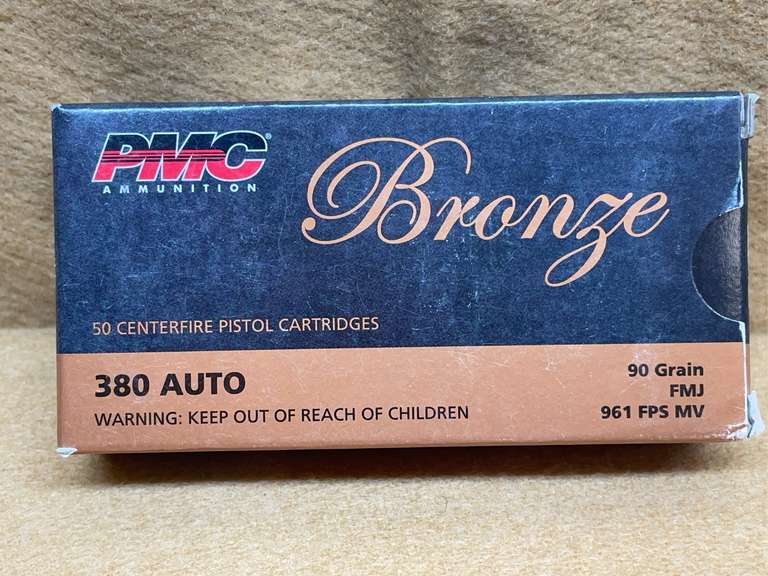 PMC®
AMMUNITION
Bronze
50 CENTERFIRE PISTOL CARTRIDGES
380 AUTO
WARNING: KEEP OUT OF REACH OF CHILDREN
90 Grain
FMJ
961 FPS MV